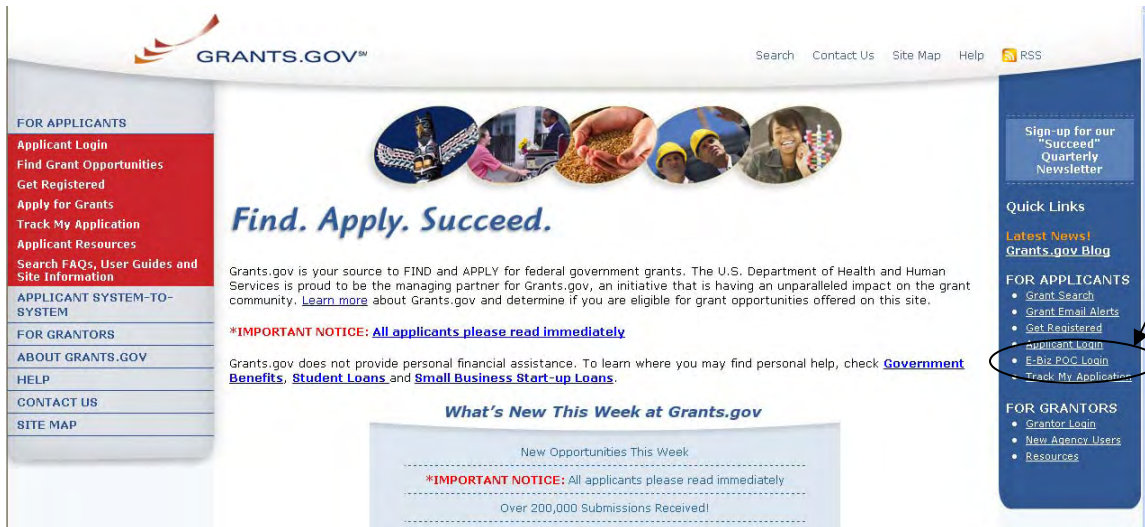 GRANTS.GOV℠
Search Contact Us Site Map Help RSS
FOR APPLICANTS
Applicant Login
Find Grant Opportunities
Get Registered
Apply for Grants
Track My Application
Applicant Resources
Search FAQs, User Guides and
Site Information
APPLICANT SYSTEM-TO-
SYSTEM
FOR GRANTORS
ABOUT GRANTS.GOV
HELP
CONTACT US
SITE MAP
Find. Apply. Succeed.
Grants.gov is your source to FIND and APPLY for federal government grants. The U.S. Department of Health and Human
Services is proud to be the managing partner for Grants.gov, an initiative that is having an unparalleled impact on the grant
community. Learn more about Grants.gov and determine if you are eligible for grant opportunities offered on this site.
*IMPORTANT NOTICE: All applicants please read immediately
Grants.gov does not provide personal financial assistance. To learn where you may find personal help, check Government
Benefits, Student Loans and Small Business Start-up Loans.
What's New This Week at Grants.gov
New Opportunities This Week
*IMPORTANT NOTICE: All applicants please read immediately
Over 200,000 Submissions Received!
Sign-up for our
"Succeed"
Quarterly
Newsletter
Quick Links
Latest News!
Grants.gov Blog
FOR APPLICANTS
Grant Search
Grant Email Alerts
Get Registered
Applicant Login
E-Biz POC Login
Track My Application
FOR GRANTORS
Grantor Login
New Agency Users
Resources